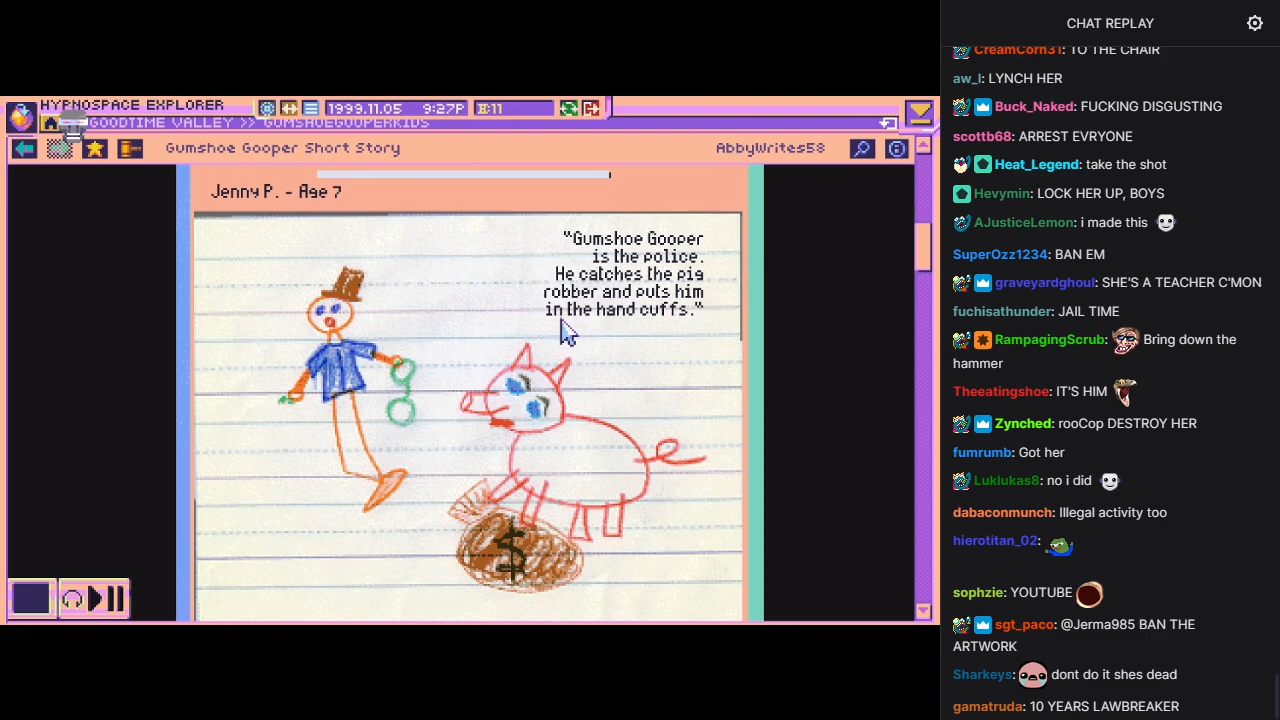 HYPNOSPACE EXPLORER
1999.11.05 9:27P
⌛:11
GOODTIME VALLEY >> GUMSHOEGOOPERKIDS
Gumshoe Gooper Short Story
AbbyWrites58
Jenny P. - Age 7
"Gumshoe Gooper
is the police.
He catches the pig
robber and puts him
in the hand cuffs."
$
CHAT REPLAY
CreamCorn31: TO THE CHAIR
aw_l: LYNCH HER
Buck_Naked: FUCKING DISGUSTING
scottb68: ARREST EVRYONE
Heat_Legend: take the shot
Hevymin: LOCK HER UP, BOYS
AJusticeLemon: i made this
SuperOzz1234: BAN EM
graveyardghoul: SHE'S A TEACHER C'MON
fuchisathunder: JAIL TIME
RampagingScrub: Bring down the
hammer
Theeatingshoe: IT'S HIM
Zynched: rooCop DESTROY HER
fumrumb: Got her
Luklukas8: no i did
dabaconmunch: Illegal activity too
hierotitan_02:
sophzie: YOUTUBE
sgt_paco: @Jerma985 BAN THE
ARTWORK
Sharkeys: dont do it shes dead
gamatruda: 10 YEARS LAWBREAKER